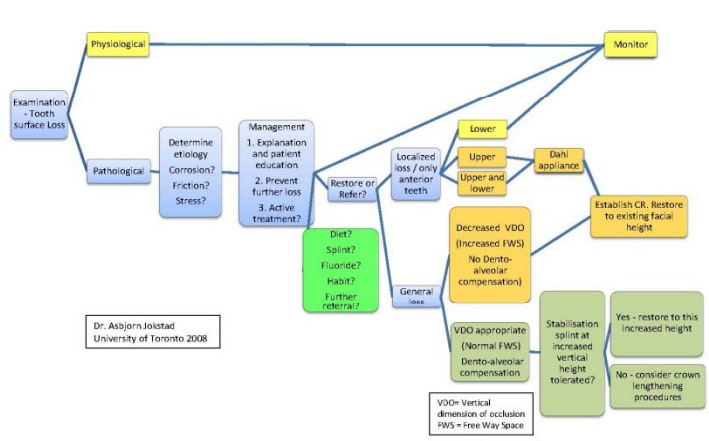 Physiological
Monitor
Examination
- Tooth
surface Loss
Pathological
Determine
etiology
Corrosion?
Friction?
Stress?
Management
1. Explanation
and patient
education
2. Prevent
further loss
3. Active
treatment?
Diet?
Splint?
Fluoride?
Habit?
Further
referral?
Restore or
Refer?
Localized
loss / only
anterior
teeth
Lower
Upper
Upper and
lower
Dahl
appliance
Establish CR. Restore
to existing facial
height
General
loss
Decreased VDO
(Increased FWS)
No Dento-
alveolar
compensation)
VDO appropriate
(Normal FWS)
Dento-alveolar
compensation
Stabilisation
splint at
increased
vertical
height
tolerated?
Yes - restore to this
increased height
No - consider crown
lengthening
procedures
Dr. Asbjorn Jokstad
University of Toronto 2008
VDO= Vertical
dimension of occlusion
FWS = Free Way Space